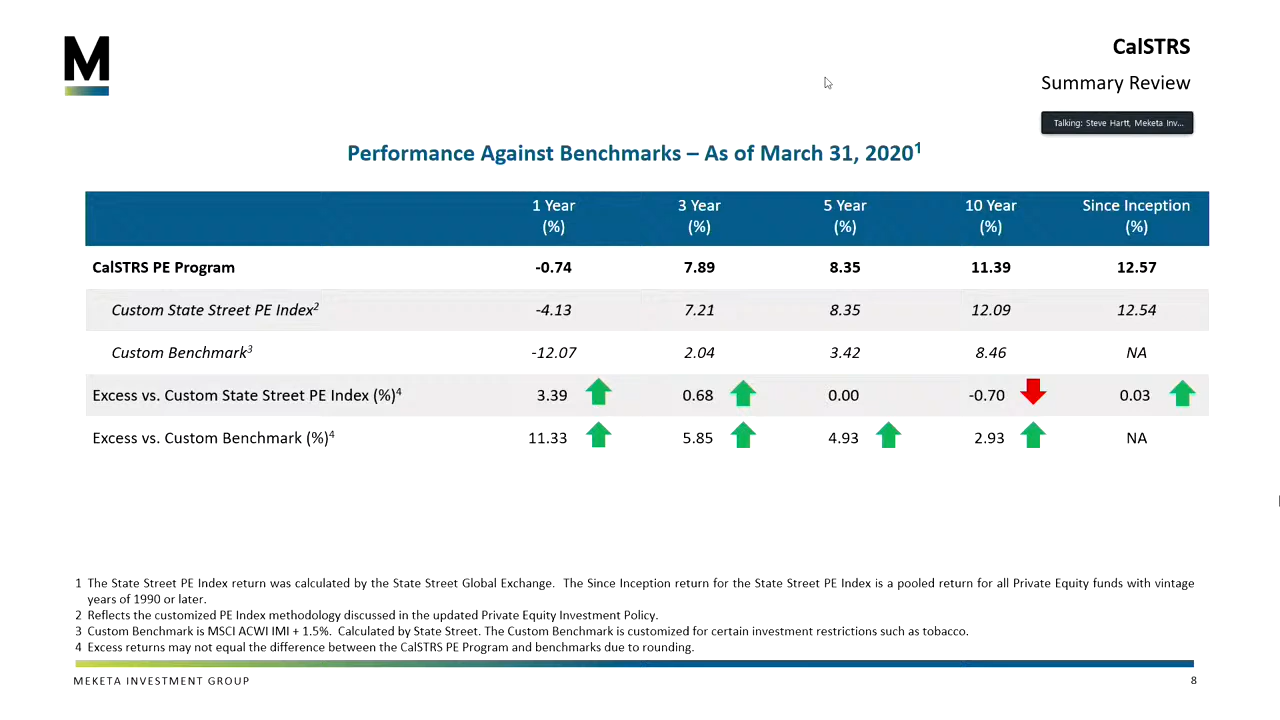 M
CalSTRS
Summary Review
Talking: Steve Hartt, Meketa Inv...
Performance Against Benchmarks – As of March 31, 2020¹
1 Year (%) 3 Year (%) 5 Year (%) 10 Year (%) Since Inception (%)
CalSTRS PE Program -0.74 7.89 8.35 11.39 12.57
Custom State Street PE Index² -4.13 7.21 8.35 12.09 12.54
Custom Benchmark³ -12.07 2.04 3.42 8.46 NA
Excess vs. Custom State Street PE Index (%)⁴ 3.39 0.68 0.00 -0.70 0.03
Excess vs. Custom Benchmark (%)⁴ 11.33 5.85 4.93 2.93 NA
1 The State Street PE Index return was calculated by the State Street Global Exchange. The Since Inception return for the State Street PE Index is a pooled return for all Private Equity funds with vintage
years of 1990 or later.
2 Reflects the customized PE Index methodology discussed in the updated Private Equity Investment Policy.
3 Custom Benchmark is MSCI ACWI IMI + 1.5%. Calculated by State Street. The Custom Benchmark is customized for certain investment restrictions such as tobacco.
4 Excess returns may not equal the difference between the CalSTRS PE Program and benchmarks due to rounding.
MEKETA INVESTMENT GROUP
8